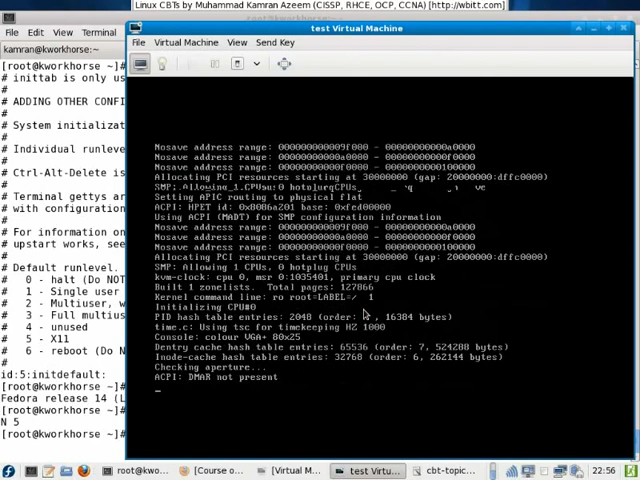 Linux CBTs by Muhammad Kamran Azeem (CISSP, RHCE, OCP, CCNA) [http://wbitt.com]
File Edit View Terminal
kamran@kworkhorse:~
[root@kworkhorse ~]#
# inittab is only us
#
# ADDING OTHER CONFI
#
# System initializat
#
# Individual runleve
#
# Ctrl-Alt-Delete is
#
# Terminal gettys ar
# with configuration
#
# For information on
# upstart works, see
#
# Default runlevel.
# 0 - halt (Do NOT
# 1 - Single user
# 2 - Multiuser, w
# 3 - Full multius
# 4 - unused
# 5 - X11
# 6 - reboot (Do N
#
id:5:initdefault:
[root@kworkhorse ~]#
Fedora release 14 (L
[root@kworkhorse ~]#
N 5
[root@kworkhorse ~]#
test Virtual Machine
File Virtual Machine View Send Key
Nosave address range: 000000000009f000 - 00000000000a0000
Nosave address range: 00000000000a0000 - 00000000000f0000
Nosave address range: 00000000000f0000 - 0000000000100000
Allocating PCI resources starting at 30000000 (gap: 20000000:dffc0000)
Setting APIC routing to physical flat
ACPI: HPET id: 0x8086a201 base: 0xfed00000
Using ACPI (MADT) for SMP configuration information
Nosave address range: 000000000009f000 - 00000000000a0000
Nosave address range: 00000000000a0000 - 00000000000f0000
Nosave address range: 00000000000f0000 - 0000000000100000
Allocating PCI resources starting at 30000000 (gap: 20000000:dffc0000)
SMP: Allowing 1 CPUs, 0 hotplug CPUs
kvm-clock: cpu 0, msr 0:1035401, primary cpu clock
Built 1 zonelists. Total pages: 127866
Kernel command line: ro root=LABEL=/ 1
Initializing CPU#0
PID hash table entries: 2048 (order: , 16384 bytes)
time.c: Using tsc for timekeeping HZ 1000
Console: colour VGA+ 80x25
Dentry cache hash table entries: 65536 (order: 7, 524288 bytes)
Inode-cache hash table entries: 32768 (order: 6, 262144 bytes)
Checking aperture...
ACPI: DMAR not present
root@kwo...
[Course o...
[Virtual M...
test Virtu...
cbt-topic...
22:56